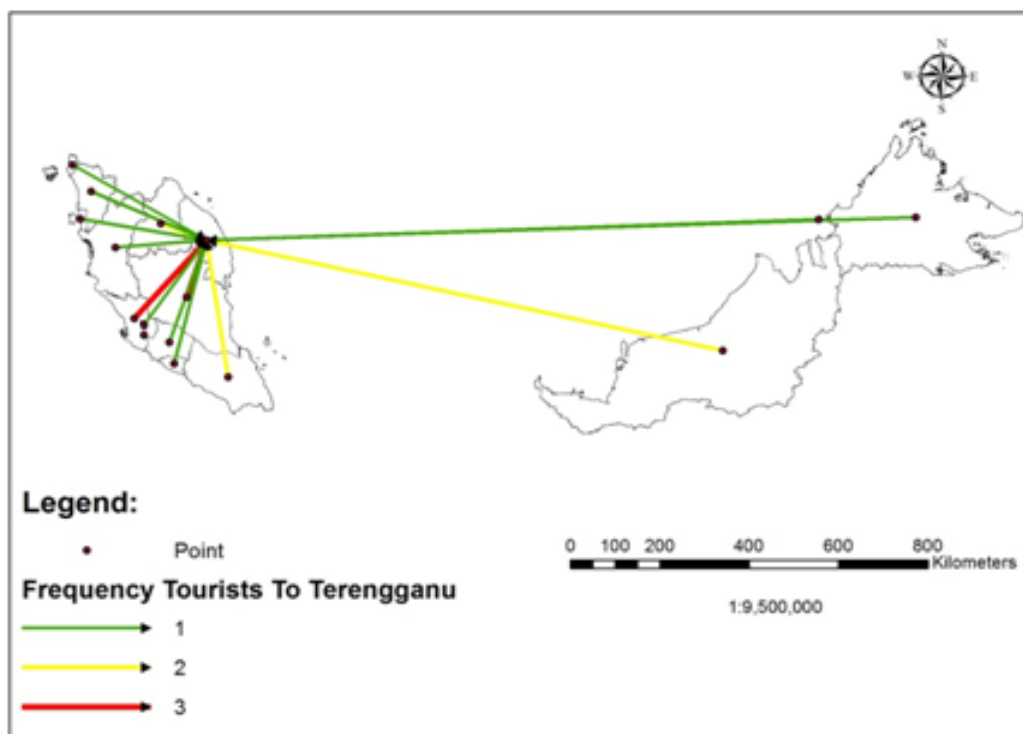 N
W E
S
Legend:
Point
Frequency Tourists To Terengganu
1
2
3
0 100 200 400 600 800
Kilometers
1:9,500,000